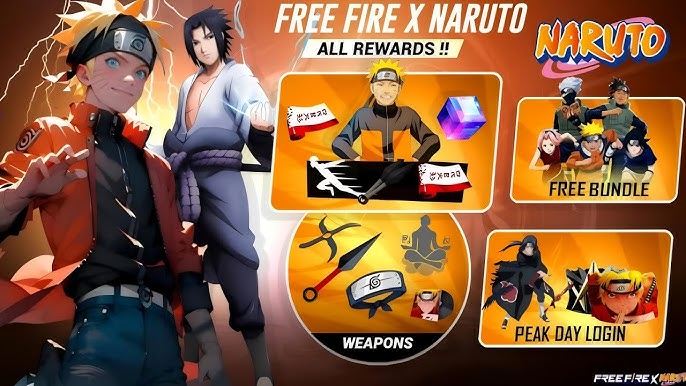 FREE FIRE X NARUTO
ALL REWARDS !!
NARUTO
FREE BUNDLE
WEAPONS
PEAK DAY LOGIN
FREE FIRE X NARUTO